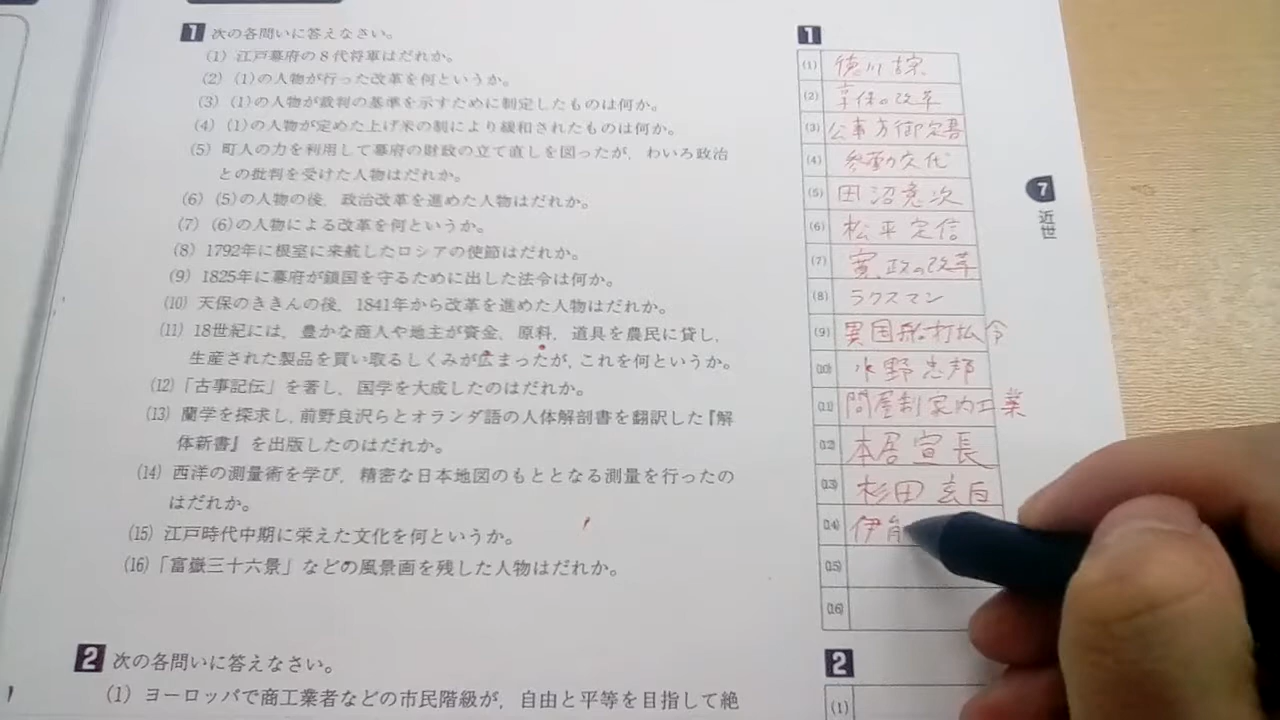 1 次の各問いに答えなさい。
(1) 江戸幕府の8代将軍はだれか。
(2) (1)の人物が行った改革を何というか。
(3) (1)の人物が裁判の基準を示すために制定したものは何か。
(4) (1)の人物が定めた上げ米の制により緩和されたものは何か。
(5) 町人の力を利用して幕府の財政の立て直しを図ったが，わいろ政治
との批判を受けた人物はだれか。
(6) (5)の人物の後，政治改革を進めた人物はだれか。
(7) (6)の人物による改革を何というか。
(8) 1792年に根室に来航したロシアの使節はだれか。
(9) 1825年に幕府が鎖国を守るために出した法令は何か。
(10) 天保のききんの後，1841年から改革を進めた人物はだれか。
(11) 18世紀には，豊かな商人や地主が資金，原料，道具を農民に貸し，
生産された製品を買い取るしくみが広まったが，これを何というか。
(12) 「古事記伝」を著し，国学を大成したのはだれか。
(13) 蘭学を探求し，前野良沢らとオランダ語の人体解剖書を翻訳した『解
体新書』を出版したのはだれか。
(14) 西洋の測量術を学び，精密な日本地図のもととなる測量を行ったの
はだれか。
(15) 江戸時代中期に栄えた文化を何というか。
(16) 「富嶽三十六景」などの風景画を残した人物はだれか。
2 次の各問いに答えなさい。
(1) ヨーロッパで商工業者などの市民階級が，自由と平等を目指して絶
1
(1) 徳川吉宗
(2) 享保の改革
(3) 公事方御定書
(4) 参勤交代
(5) 田沼意次
(6) 松平定信
(7) 寛政の改革
(8) ラクスマン
(9) 異国船打払令
(10) 水野忠邦
(11) 問屋制家内工業
(12) 本居宣長
(13) 杉田玄白
(14) 伊能
(15)
(16)
2
(1)
7
近世